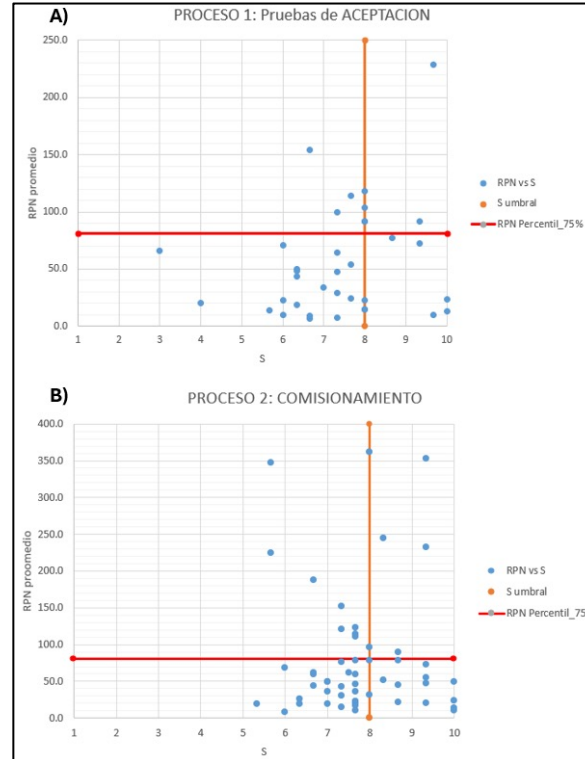 A)
PROCESO 1: Pruebas de ACEPTACION
250.0
200.0
150.0
100.0
50.0
0.0
RPN promedio
1 2 3 4 5 6 7 8 9 10
S
RPN vs S
S umbral
RPN Percentil_75%
B)
PROCESO 2: COMISIONAMIENTO
400.0
350.0
300.0
250.0
200.0
150.0
100.0
50.0
0.0
RPN proomedio
1 2 3 4 5 6 7 8 9 10
S
RPN vs S
S umbral
RPN Percentil_75